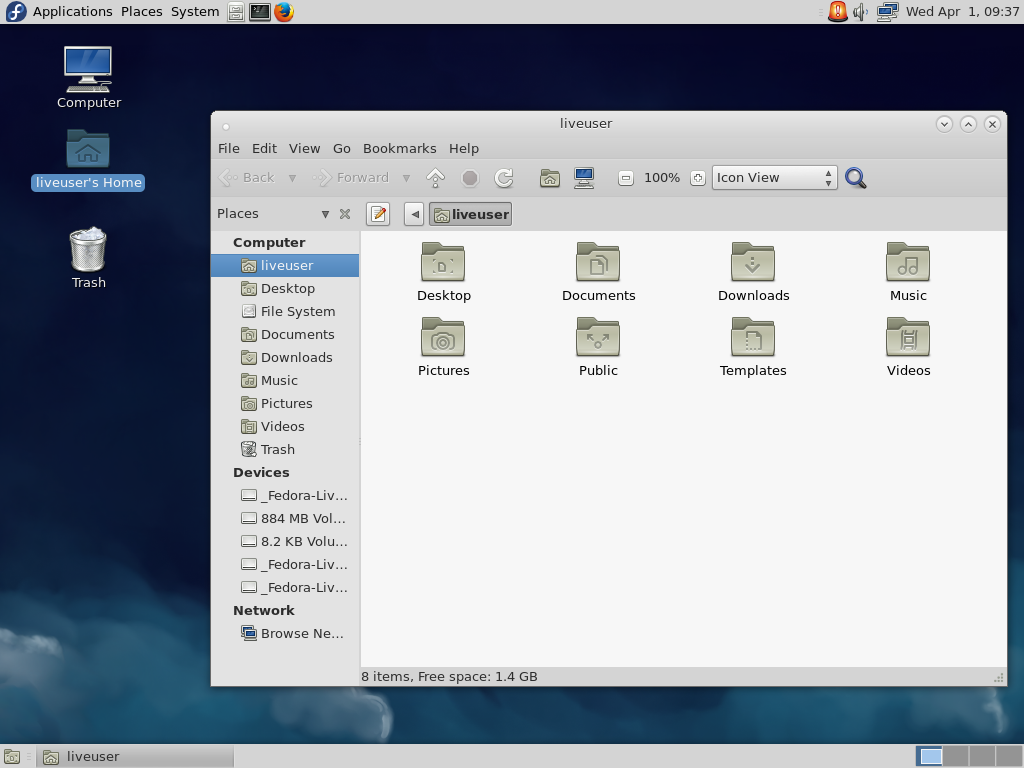 Applications Places System Wed Apr 1, 09:37
Computer
liveuser's Home
Trash
liveuser
File Edit View Go Bookmarks Help
Back Forward 100% Icon View
Places liveuser
Computer
liveuser
Desktop
File System
Documents
Downloads
Music
Pictures
Videos
Trash
Devices
_Fedora-Liv...
884 MB Vol...
8.2 KB Volu...
_Fedora-Liv...
_Fedora-Liv...
Network
Browse Ne...
Desktop Documents Downloads Music
Pictures Public Templates Videos
8 items, Free space: 1.4 GB
liveuser